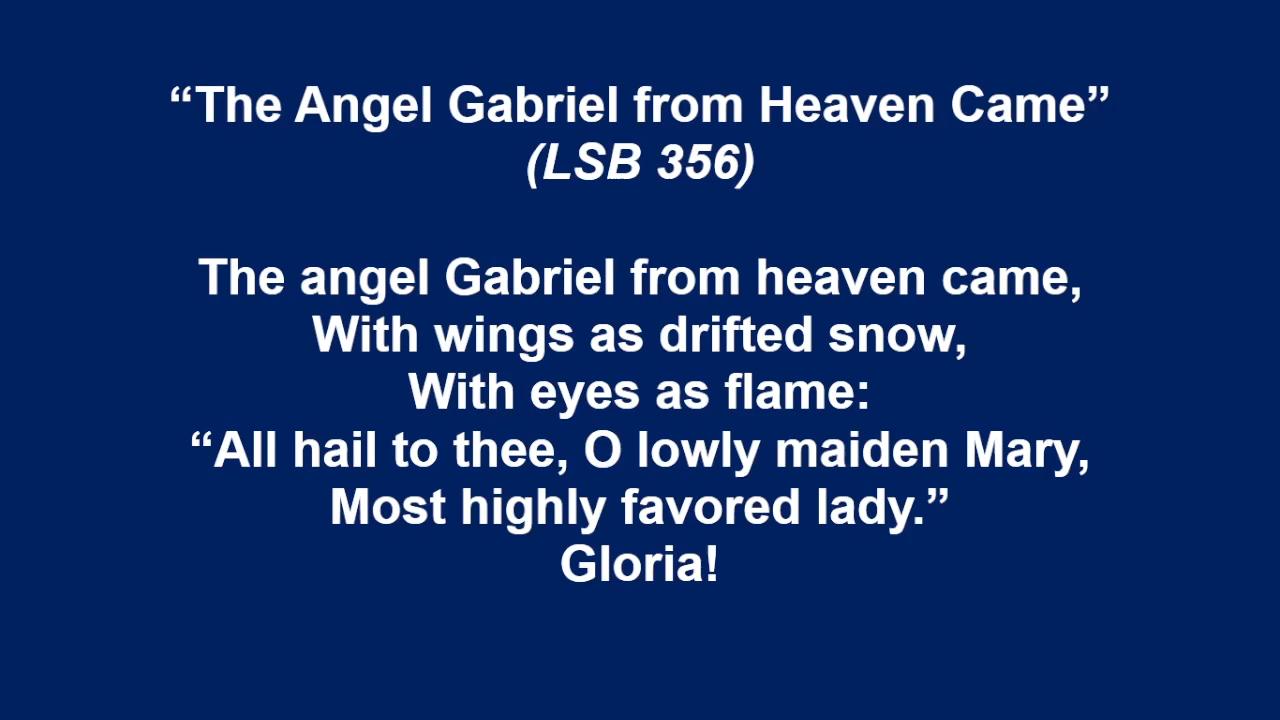 “The Angel Gabriel from Heaven Came”
(LSB 356)
The angel Gabriel from heaven came,
With wings as drifted snow,
With eyes as flame:
“All hail to thee, O lowly maiden Mary,
Most highly favored lady.”
Gloria!